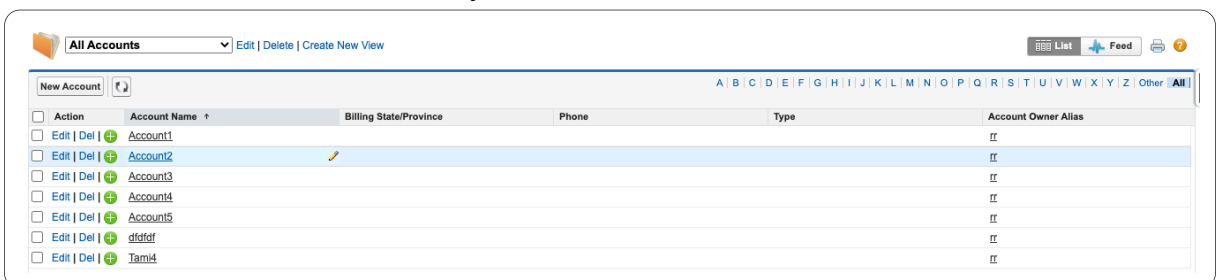 All Accounts Edit | Delete | Create New View List Feed
New Account A | B | C | D | E | F | G | H | I | J | K | L | M | N | O | P | Q | R | S | T | U | V | W | X | Y | Z | Other All
Action Account Name ↑ Billing State/Province Phone Type Account Owner Alias
Edit | Del | Account1 rr
Edit | Del | Account2 rr
Edit | Del | Account3 rr
Edit | Del | Account4 rr
Edit | Del | Account5 rr
Edit | Del | dfdfdf rr
Edit | Del | Tami4 rr